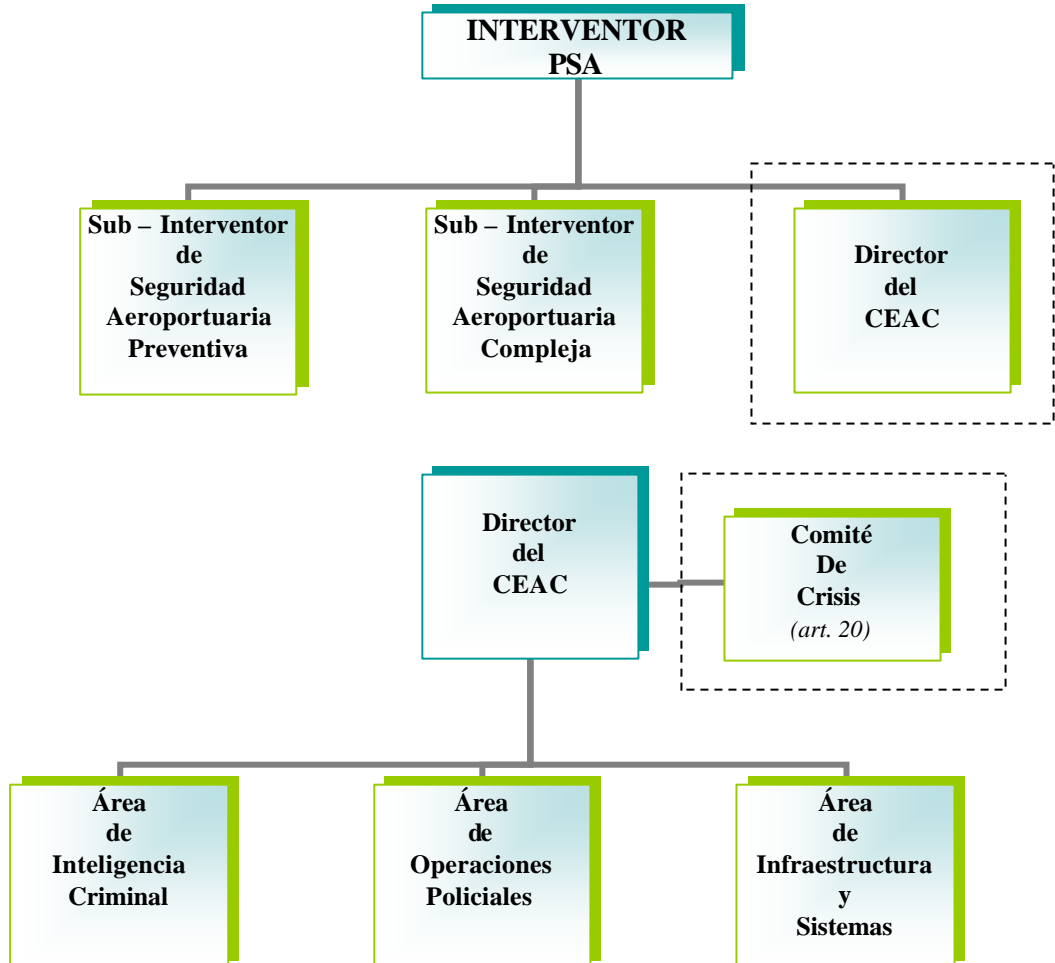 INTERVENTOR
PSA
Sub – Interventor
de
Seguridad
Aeroportuaria
Preventiva
Sub – Interventor
de
Seguridad
Aeroportuaria
Compleja
Director
del
CEAC
Director
del
CEAC
Comité
De
Crisis
(art. 20)
Área
de
Inteligencia
Criminal
Área
de
Operaciones
Policiales
Área
de
Infraestructura
y
Sistemas